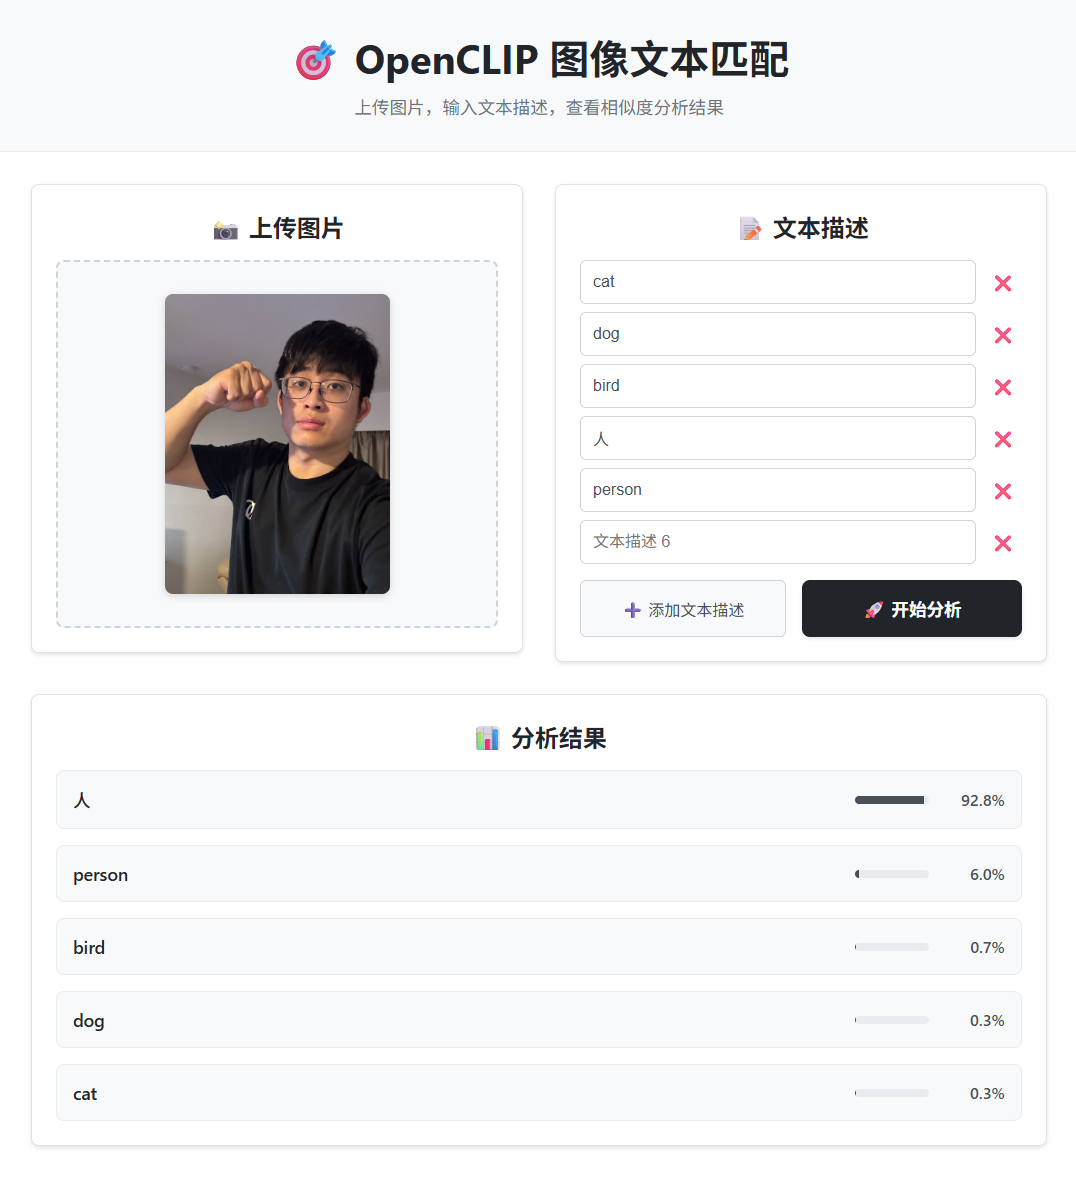 OpenCLIP 图像文本匹配
上传图片，输入文本描述，查看相似度分析结果
上传图片
文本描述
cat
dog
bird
人
person
文本描述 6
添加文本描述
开始分析
分析结果
人 92.8%
person 6.0%
bird 0.7%
dog 0.3%
cat 0.3%